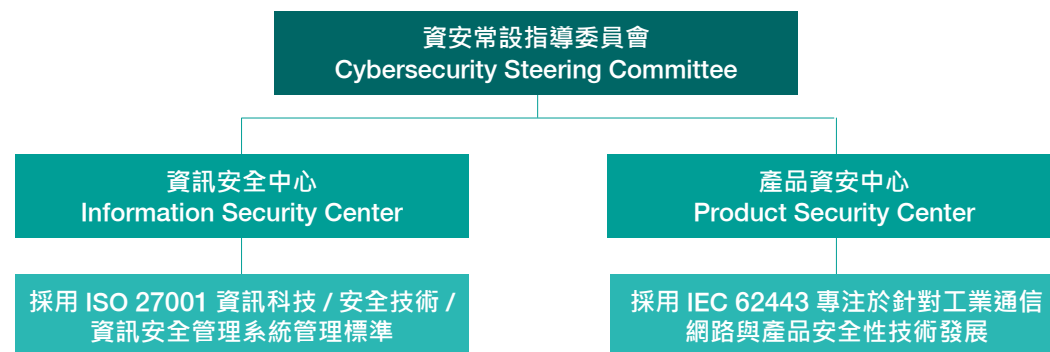 資安常設指導委員會
Cybersecurity Steering Committee
資訊安全中心
Information Security Center
產品資安中心
Product Security Center
採用 ISO 27001 資訊科技 / 安全技術 /
資訊安全管理系統管理標準
採用 IEC 62443 專注於針對工業通信
網路與產品安全性技術發展